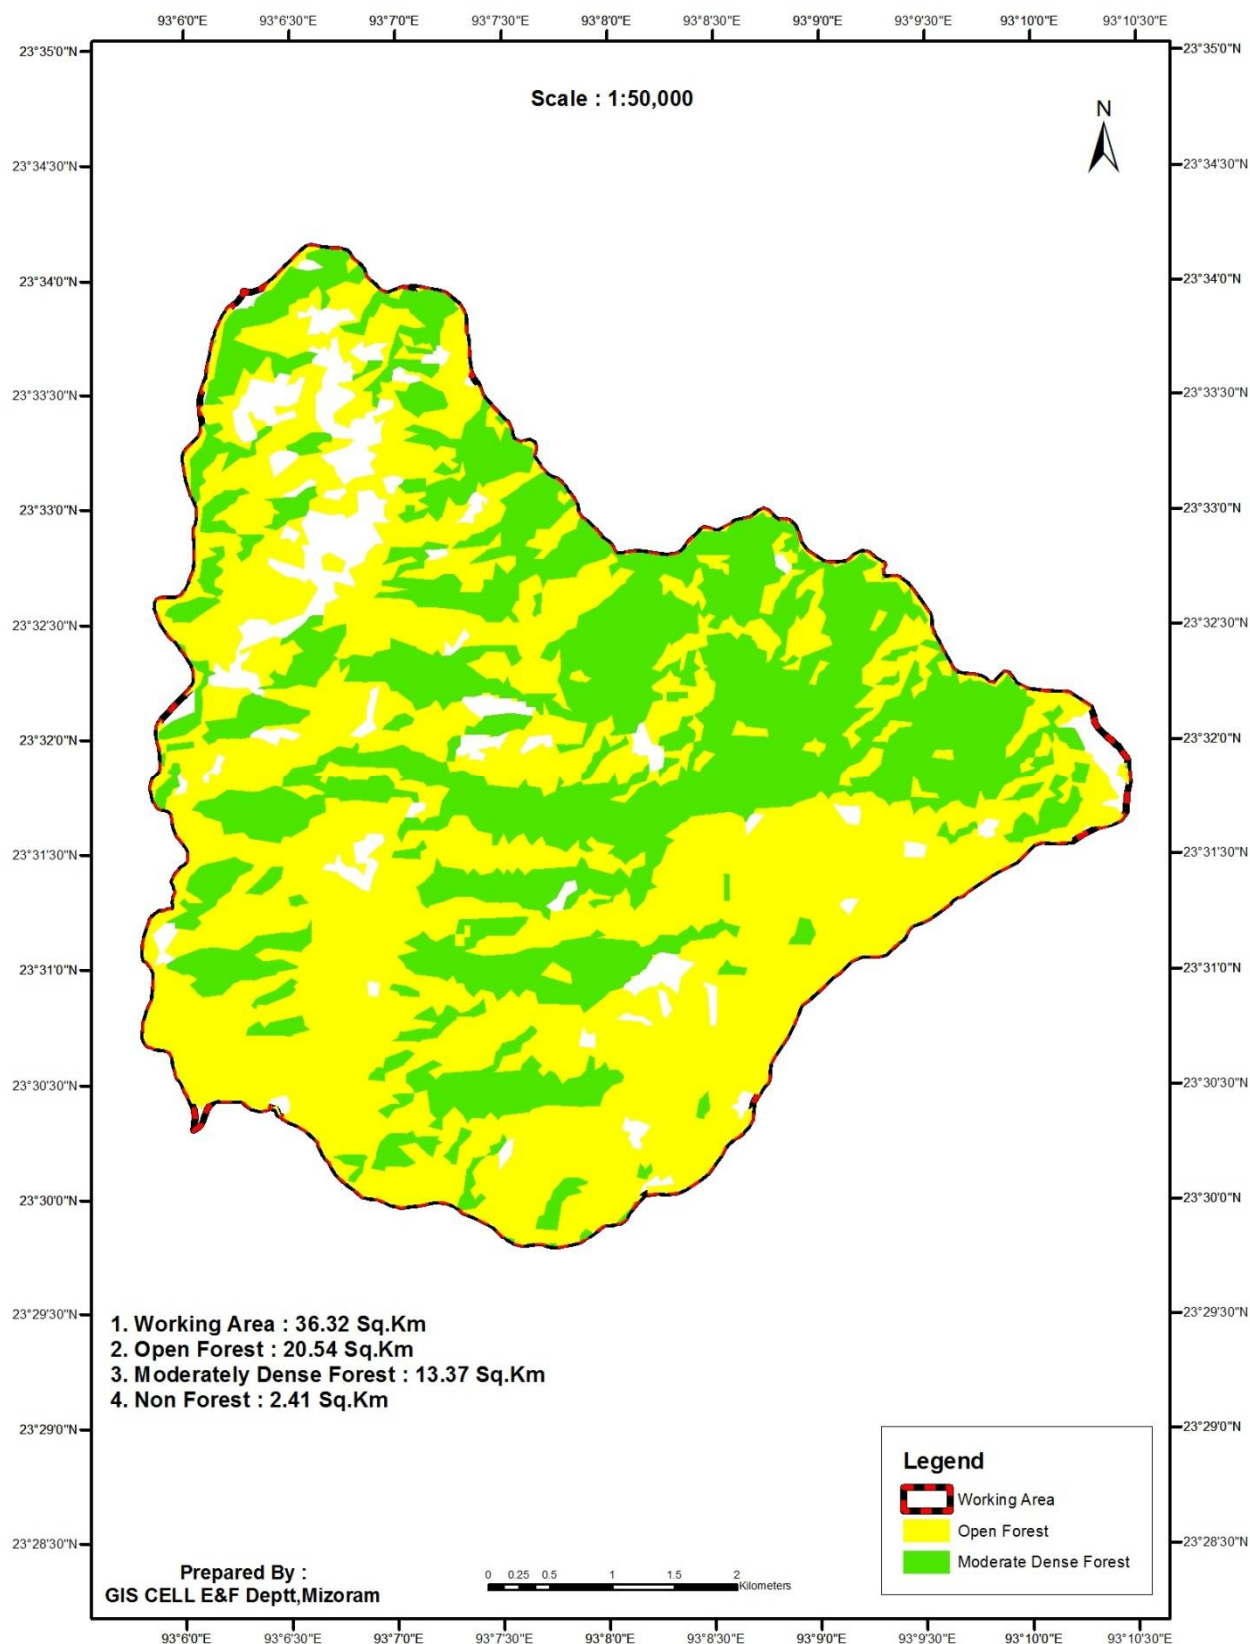 93°6'0"E 93°6'30"E 93°7'0"E 93°7'30"E 93°8'0"E 93°8'30"E 93°9'0"E 93°9'30"E 93°10'0"E 93°10'30"E
23°35'0"N 23°35'0"N
Scale : 1:50,000
N
23°34'30"N 23°34'30"N
23°34'0"N 23°34'0"N
23°33'30"N 23°33'30"N
23°33'0"N 23°33'0"N
23°32'30"N 23°32'30"N
23°32'0"N 23°32'0"N
23°31'30"N 23°31'30"N
23°31'0"N 23°31'0"N
23°30'30"N 23°30'30"N
23°30'0"N 23°30'0"N
23°29'30"N 23°29'30"N
1. Working Area : 36.32 Sq.Km
2. Open Forest : 20.54 Sq.Km
3. Moderately Dense Forest : 13.37 Sq.Km
4. Non Forest : 2.41 Sq.Km
23°29'0"N 23°29'0"N
Legend
Working Area
Open Forest
Moderate Dense Forest
23°28'30"N 23°28'30"N
Prepared By :
GIS CELL E&F Deptt,Mizoram
0 0.25 0.5 1 1.5 2
Kilometers
93°6'0"E 93°6'30"E 93°7'0"E 93°7'30"E 93°8'0"E 93°8'30"E 93°9'0"E 93°9'30"E 93°10'0"E 93°10'30"E